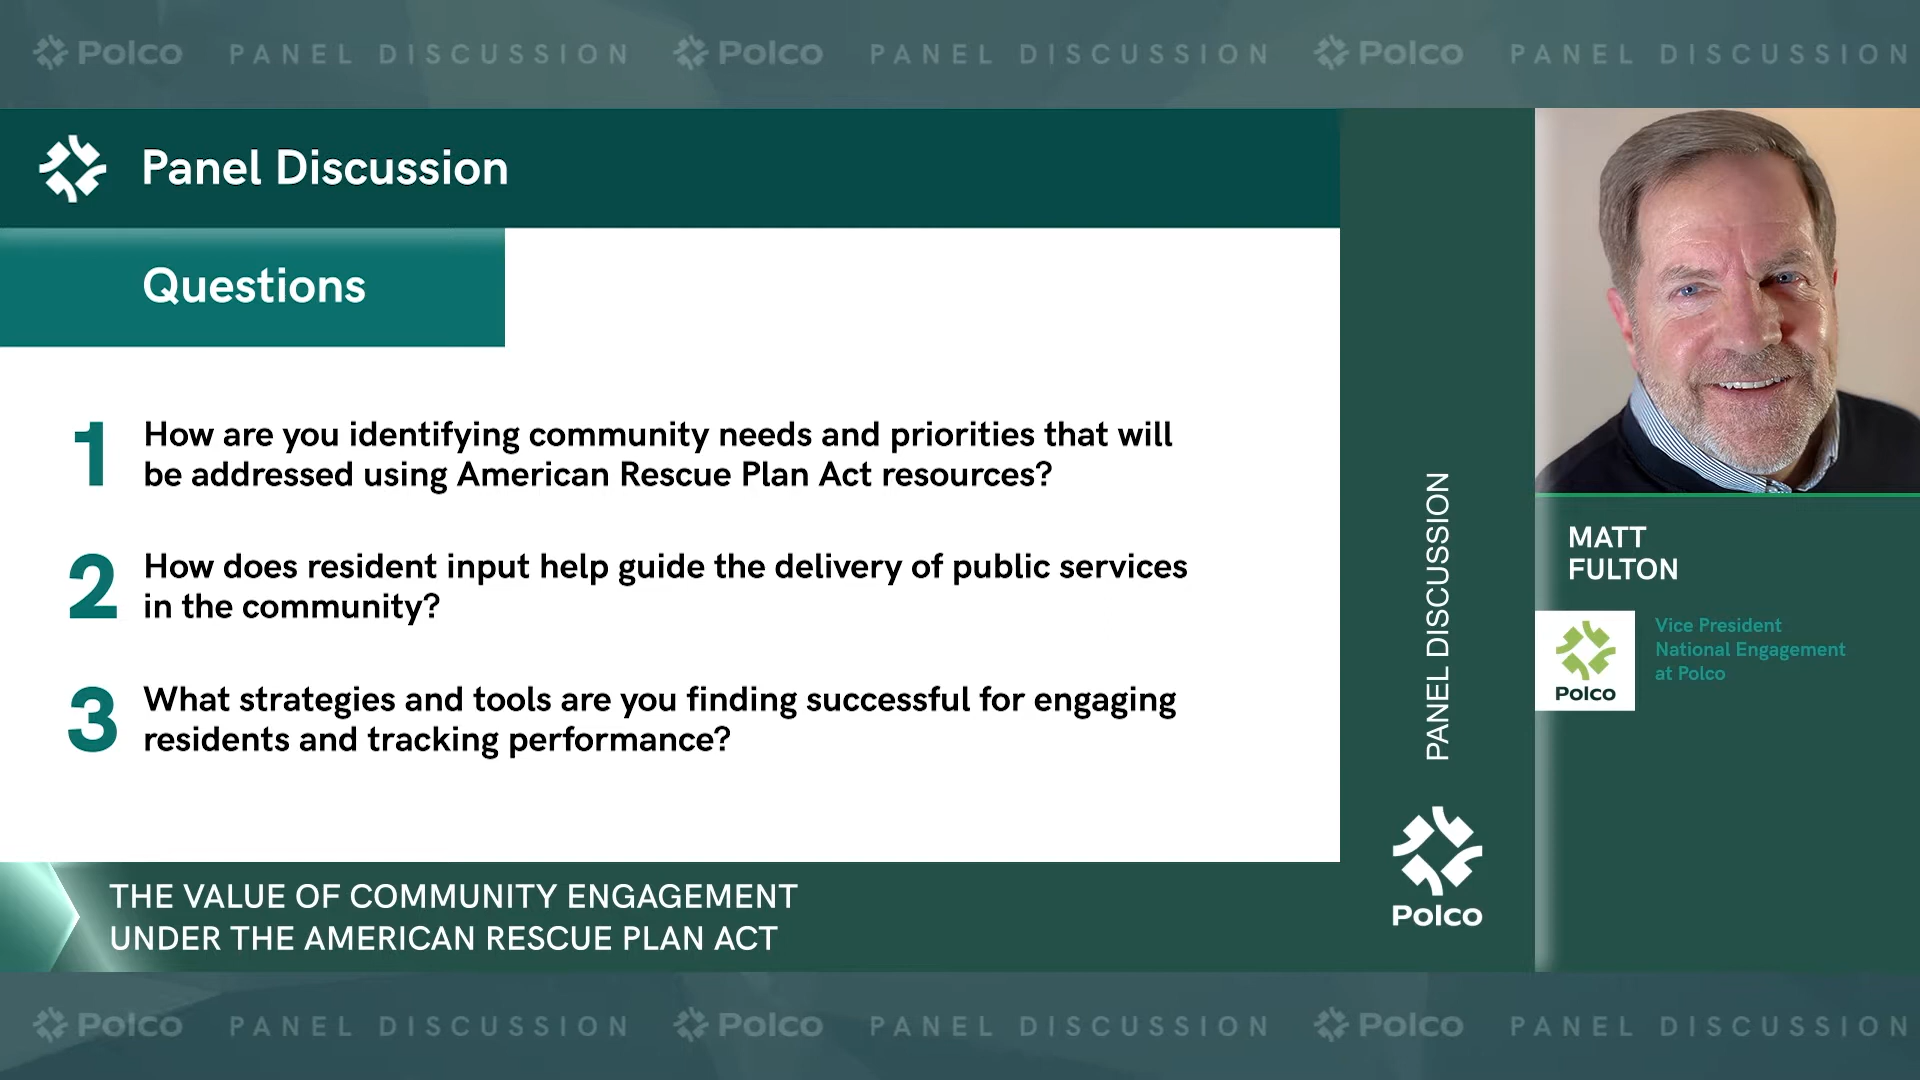 Polco PANEL DISCUSSION Polco PANEL DISCUSSION Polco PANEL DISCUSSION
Panel Discussion
Questions
1 How are you identifying community needs and priorities that will
be addressed using American Rescue Plan Act resources?
2 How does resident input help guide the delivery of public services
in the community?
3 What strategies and tools are you finding successful for engaging
residents and tracking performance?
THE VALUE OF COMMUNITY ENGAGEMENT
UNDER THE AMERICAN RESCUE PLAN ACT
PANEL DISCUSSION
Polco
MATT
FULTON
Polco
Vice President
National Engagement
at Polco
Polco PANEL DISCUSSION Polco PANEL DISCUSSION Polco PANEL DISCUSSION